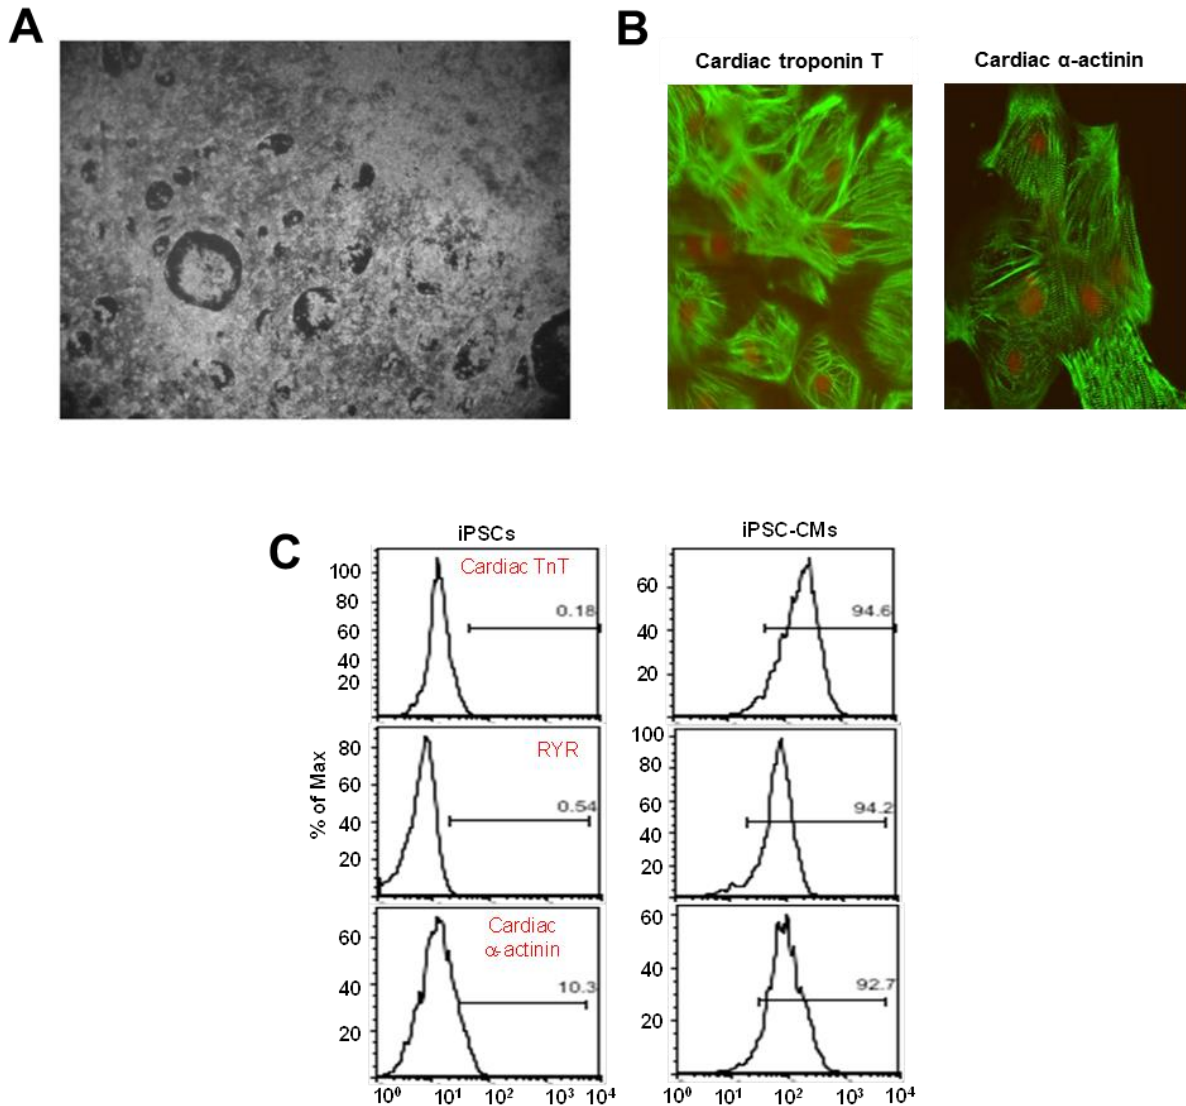 A
B
Cardiac troponin T
Cardiac α-actinin
C
iPSCs
iPSC-CMs
% of Max
100
80
60
40
20
Cardiac TnT
0.18
60
40
20
94.6
80
60
40
20
RYR
0.54
100
80
60
40
20
94.2
60
40
20
Cardiac
α-actinin
10.3
60
40
20
92.7
10⁰ 10¹ 10² 10³ 10⁴
10⁰ 10¹ 10² 10³ 10⁴